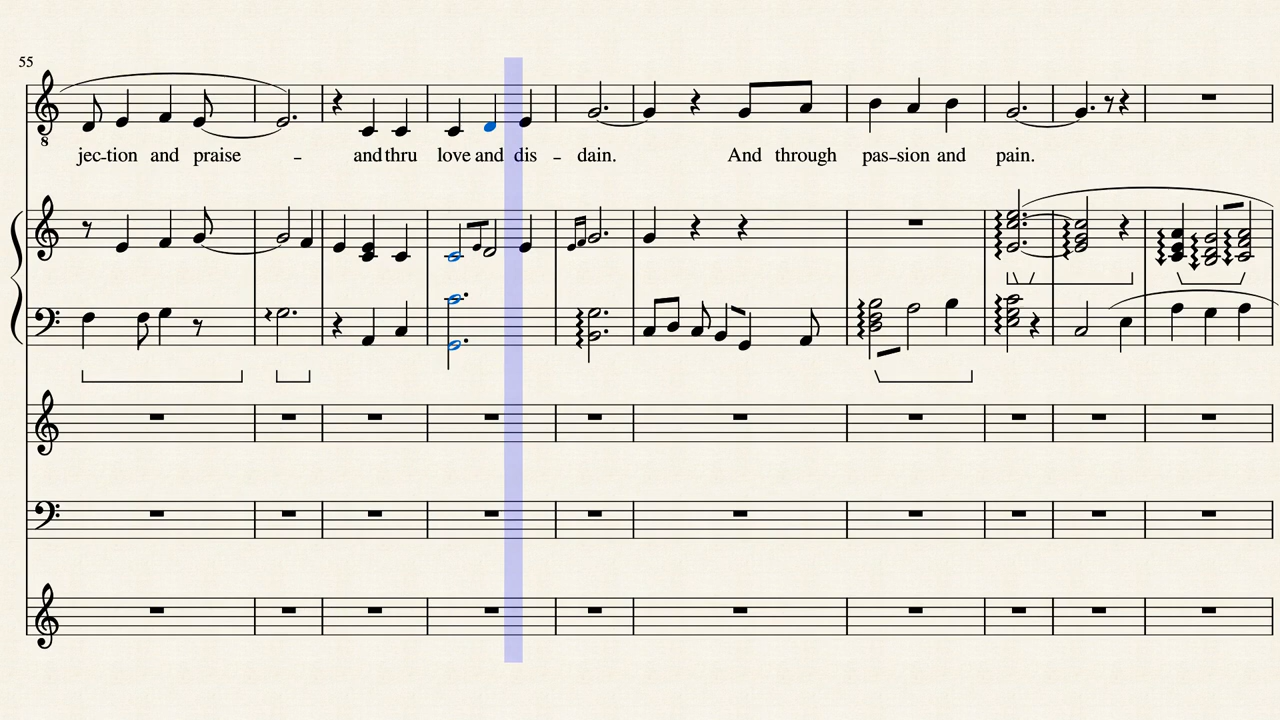 55
8
jec-tion and praise - and thru love and dis - dain. And through pas-sion and pain.